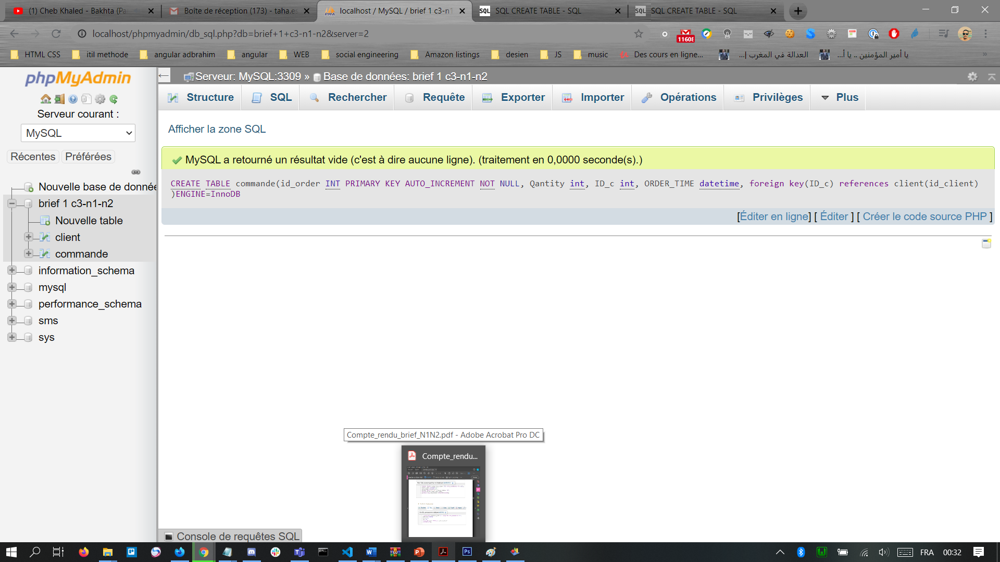 (1) Cheb Khaled - Bakhta (Pa
Boîte de réception (173) - taha.es
localhost / MySQL / brief 1 c3-n1
SQL CREATE TABLE - SQL
SQL CREATE TABLE - SQL
localhost/phpmyadmin/db_sql.php?db=brief+1+c3-n1-n2&server=2
11608
HTML CSS
itil methode
angular adbrahim
angular
WEB
social engineering
Amazon listings
desien
JS
music
Des cours en ligne...
العدالة في المغرب |...
يا أمير المؤمنين .. يا أ...
»
phpMyAdmin
Serveur courant :
MySQL
Récentes
Préférées
Nouvelle base de donnée
brief 1 c3-n1-n2
Nouvelle table
client
commande
information_schema
mysql
performance_schema
sms
sys
Serveur: MySQL:3309 » Base de données: brief 1 c3-n1-n2
Structure
SQL
Rechercher
Requête
Exporter
Importer
Opérations
Privilèges
Plus
Afficher la zone SQL
MySQL a retourné un résultat vide (c'est à dire aucune ligne). (traitement en 0,0000 seconde(s).)
CREATE TABLE commande(id_order INT PRIMARY KEY AUTO_INCREMENT NOT NULL, Qantity int, ID_c int, ORDER_TIME datetime, foreign key(ID_c) references client(id_client)
)ENGINE=InnoDB
[Éditer en ligne] [ Éditer ] [ Créer le code source PHP ]
Compte_rendu_brief_N1N2.pdf - Adobe Acrobat Pro DC
Compte_rendu...
Console de requêtes SQL
FRA
00:32